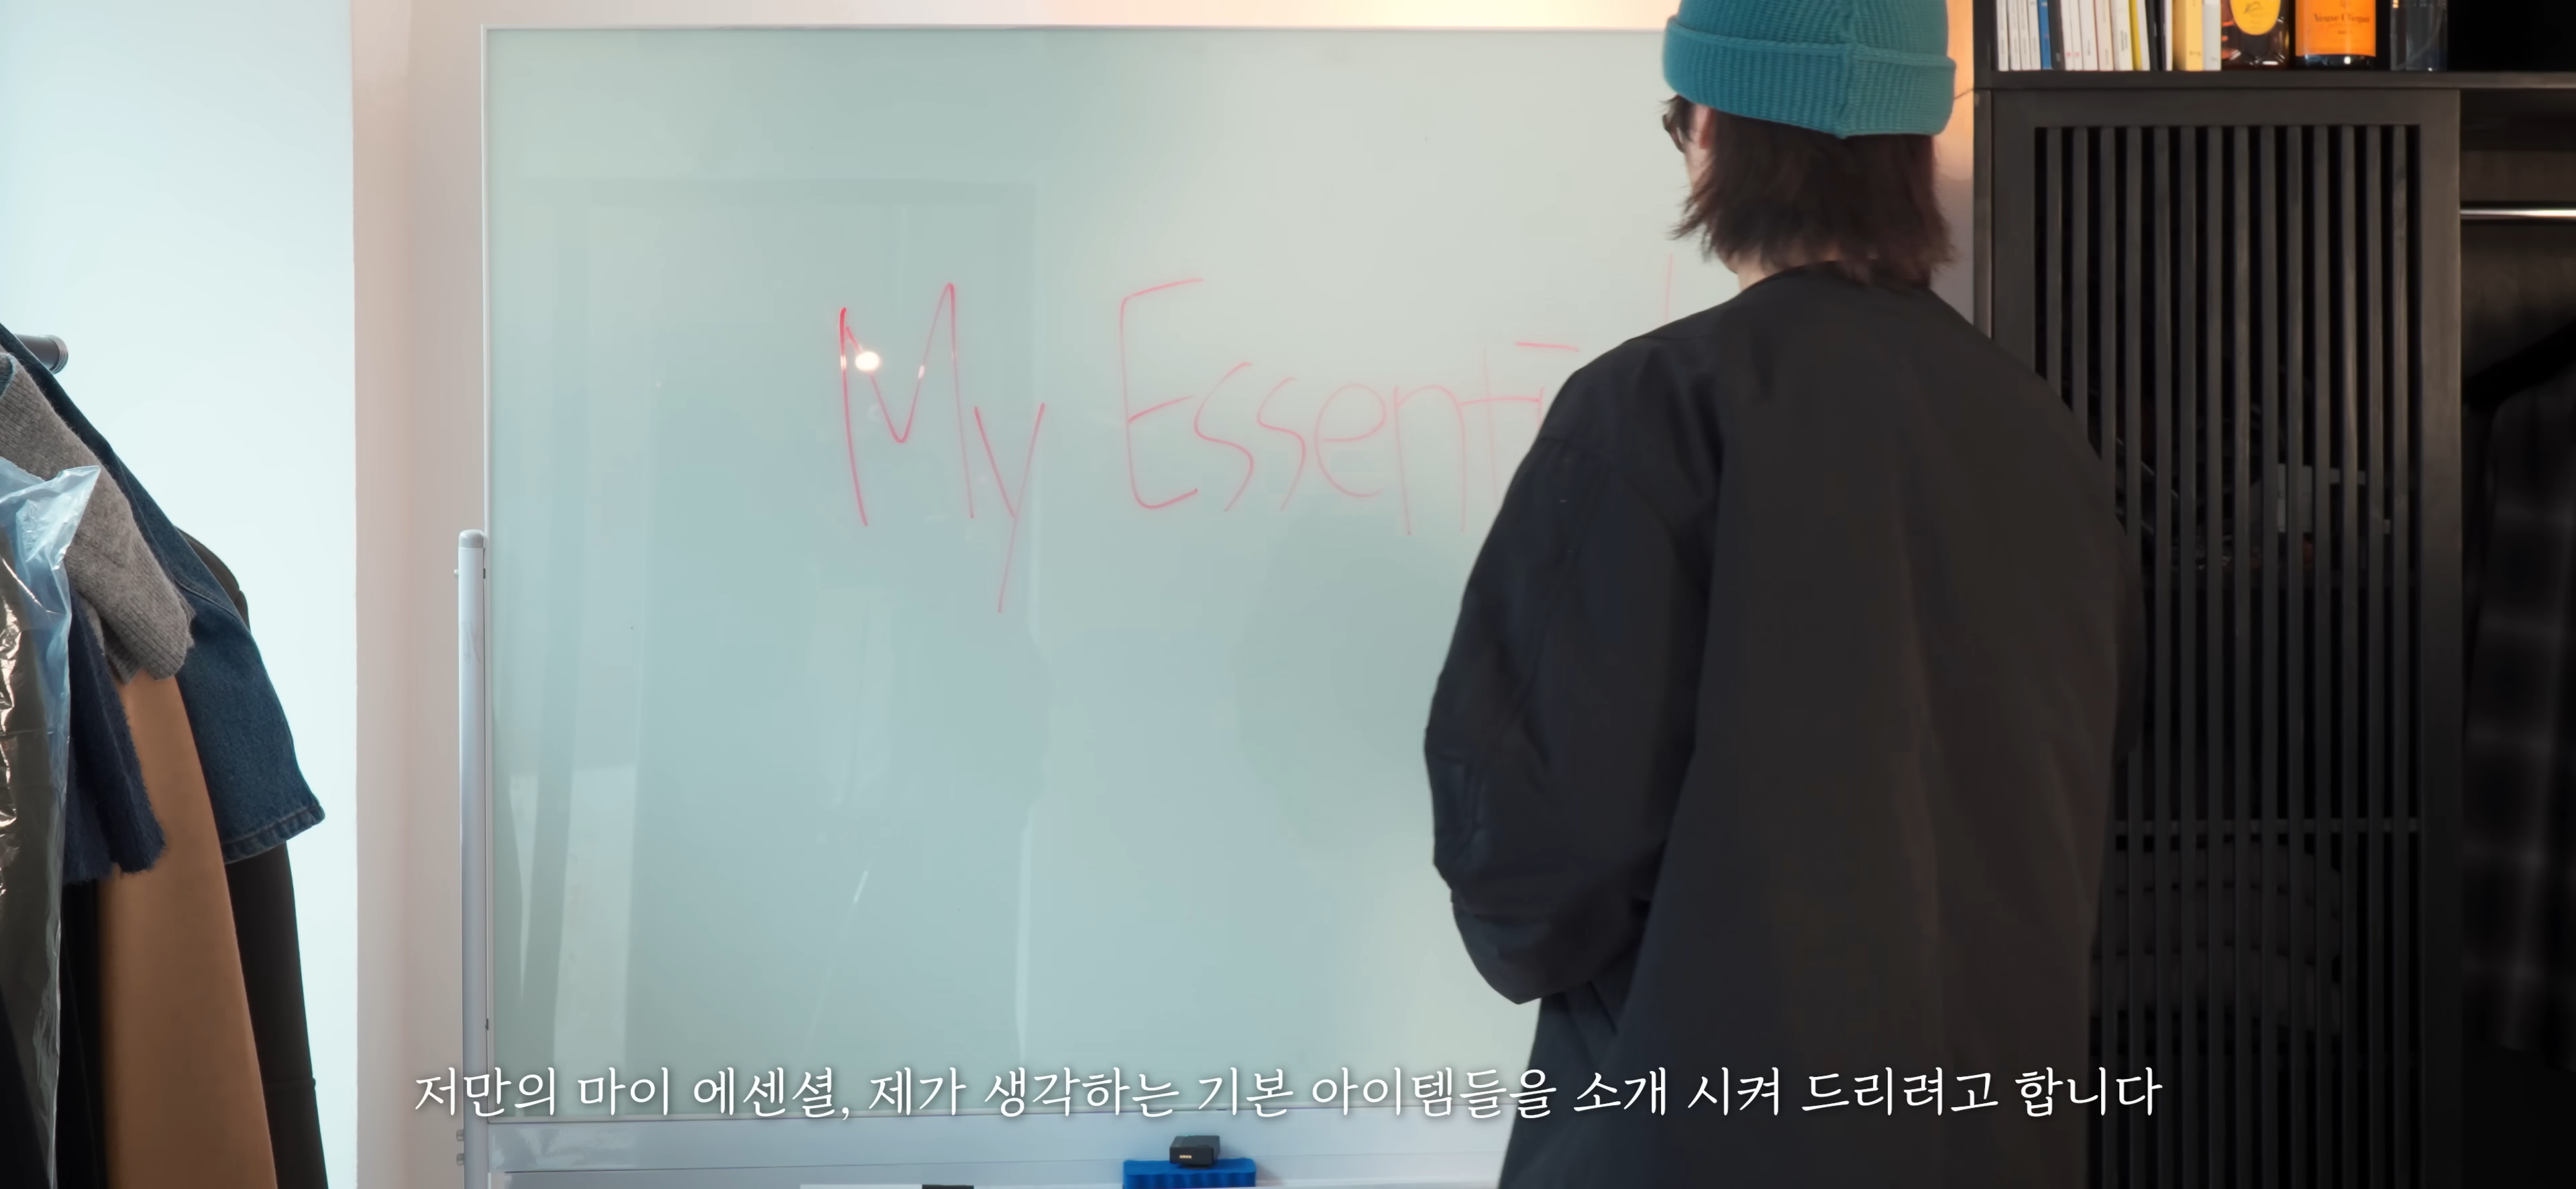 My Essenti
저만의 마이 에센셜, 제가 생각하는 기본 아이템들을 소개 시켜 드리려고 합니다